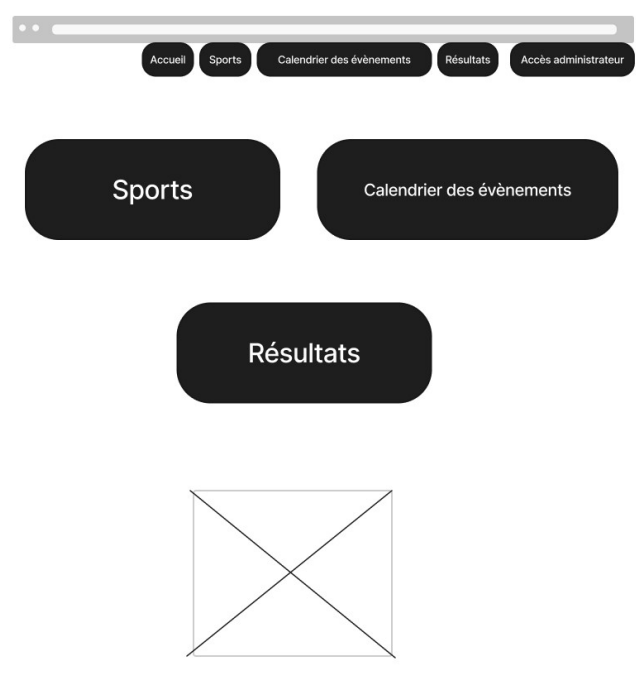 Accueil
Sports
Calendrier des évènements
Résultats
Accès administrateur
Sports
Calendrier des évènements
Résultats